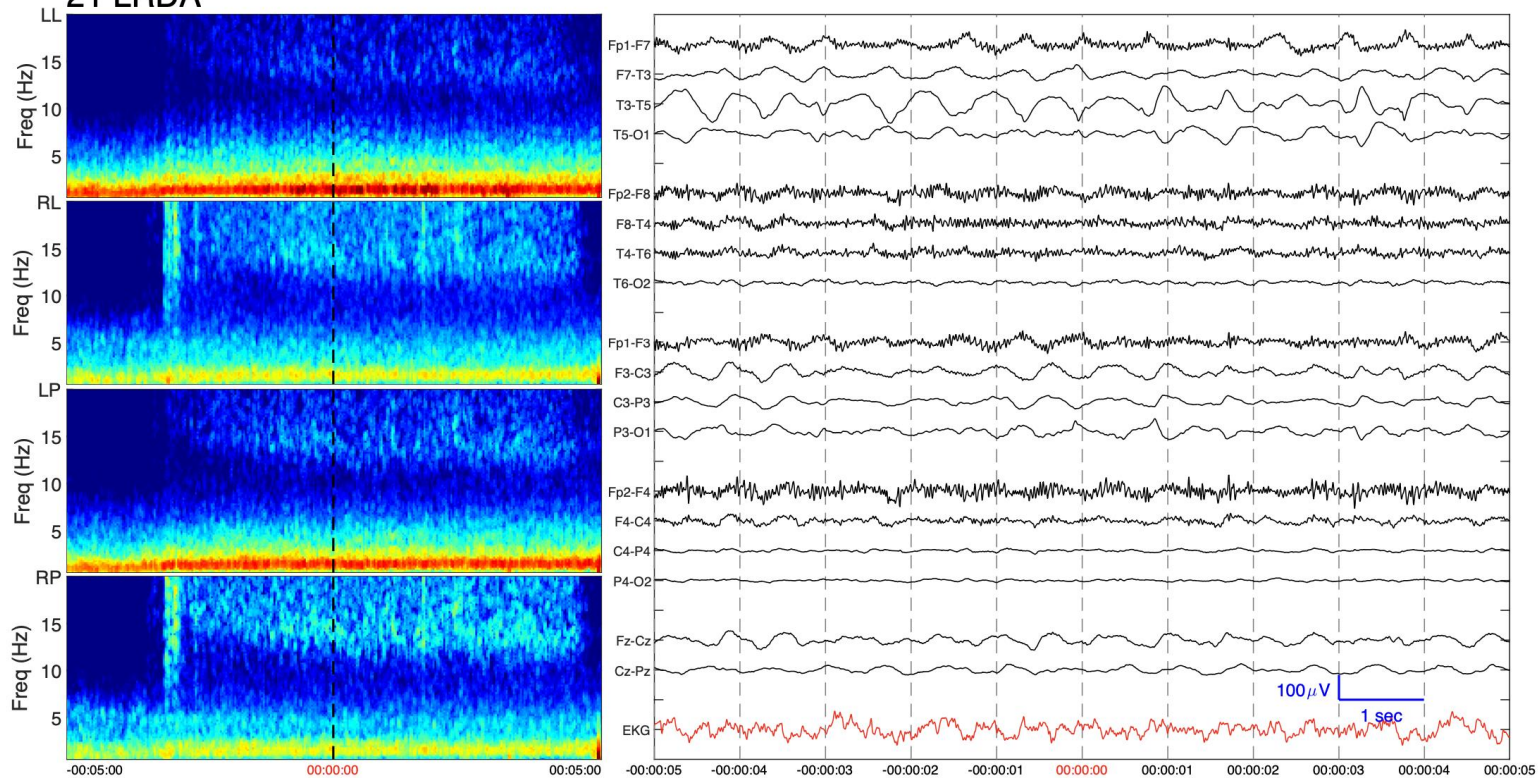 21 LRDA
LL
15
10
5
Freq (Hz)
RL
15
10
5
Freq (Hz)
LP
15
10
5
Freq (Hz)
RP
15
10
5
Freq (Hz)
-00:05:00
00:00:00
00:05:00
Fp1-F7
F7-T3
T3-T5
T5-O1
Fp2-F8
F8-T4
T4-T6
T6-O2
Fp1-F3
F3-C3
C3-P3
P3-O1
Fp2-F4
F4-C4
C4-P4
P4-O2
Fz-Cz
Cz-Pz
EKG
100 μV
1 sec
-00:00:05 -00:00:04 -00:00:03 -00:00:02 -00:00:01 00:00:00 00:00:01 00:00:02 00:00:03 00:00:04 00:00:05